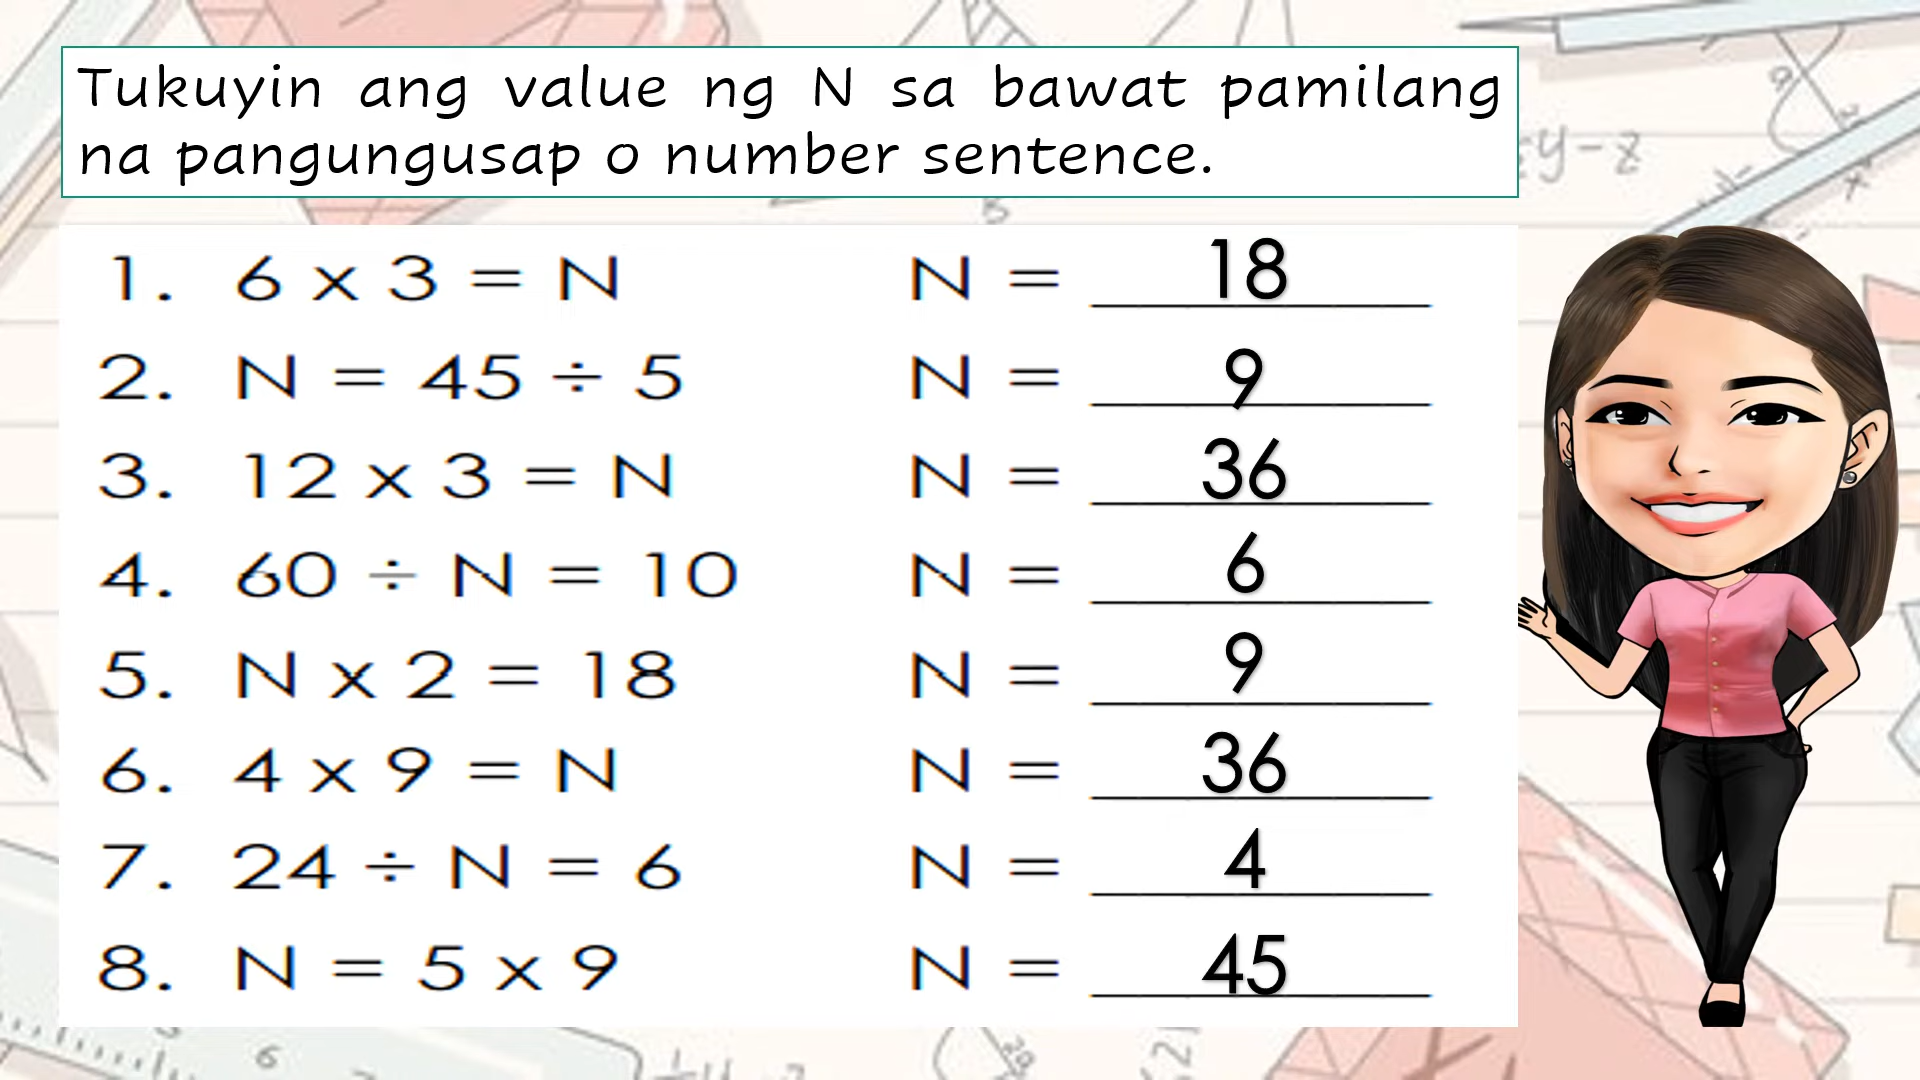 Tukuyin ang value ng N sa bawat pamilang
na pangungusap o number sentence.
1. 6 x 3 = N N = 18
2. N = 45 ÷ 5 N = 9
3. 12 x 3 = N N = 36
4. 60 ÷ N = 10 N = 6
5. N x 2 = 18 N = 9
6. 4 x 9 = N N = 36
7. 24 ÷ N = 6 N = 4
8. N = 5 x 9 N = 45